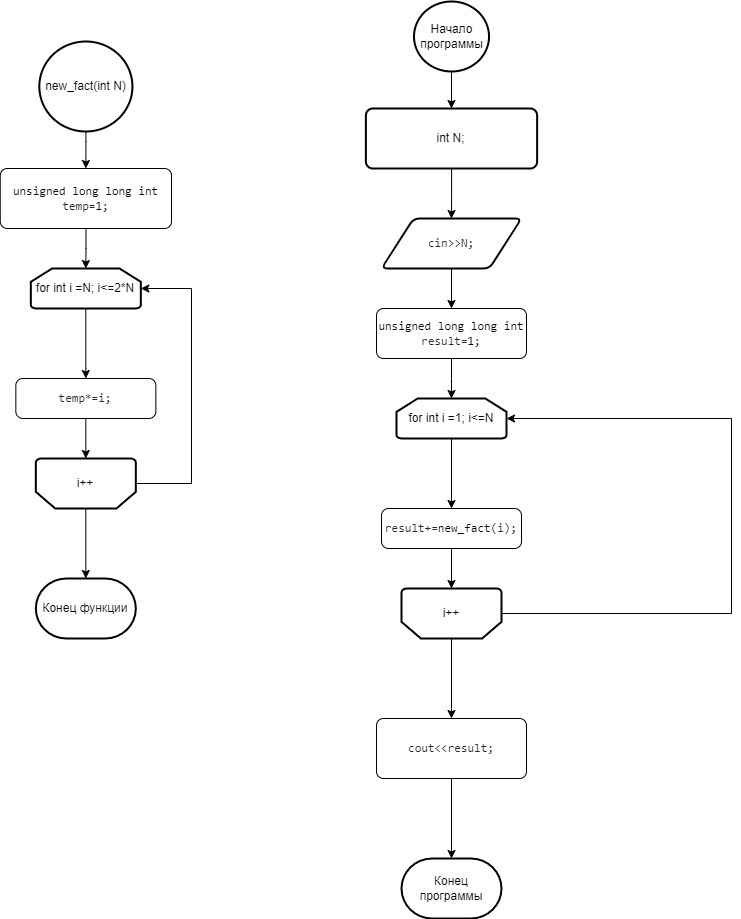 new_fact(int N)
unsigned long long int
temp=1;
for int i =N; i<=2*N
temp*=i;
i++
Конец функции
Начало
программы
int N;
cin>>N;
unsigned long long int
result=1;
for int i =1; i<=N
result+=new_fact(i);
i++
cout<<result;
Конец
программы